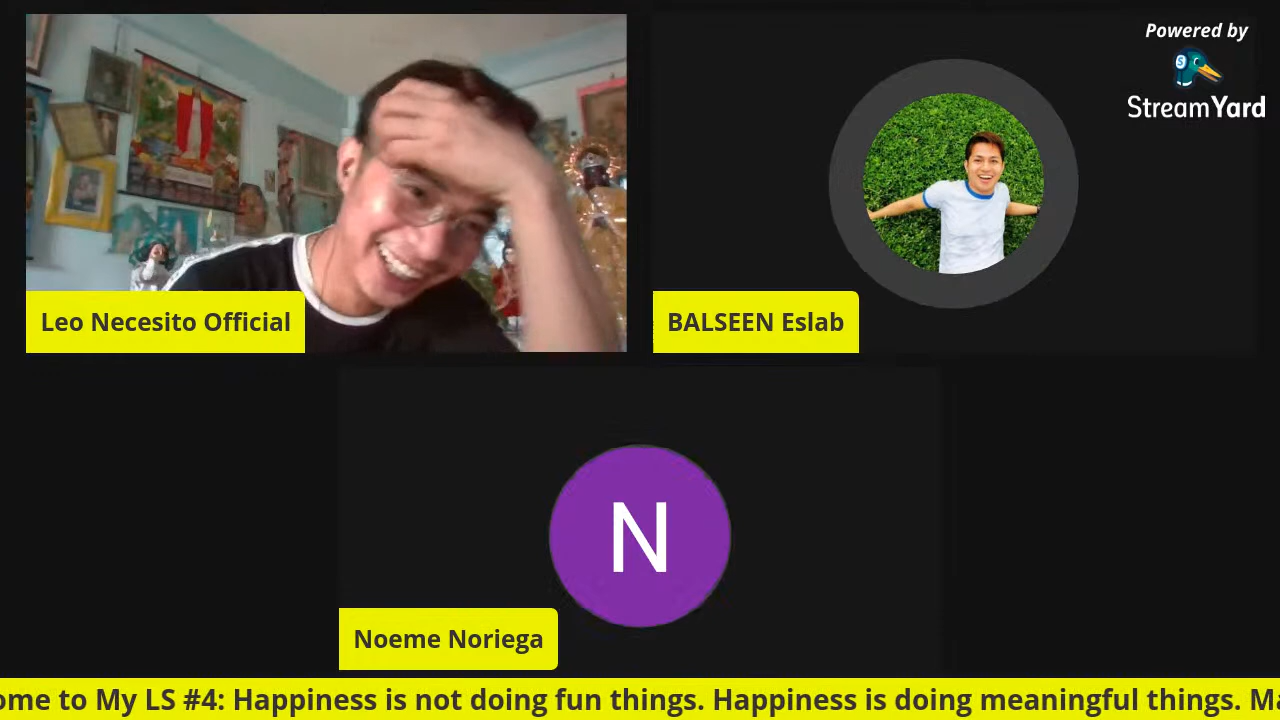 Powered by
StreamYard
Leo Necesito Official
BALSEEN Eslab
N
Noeme Noriega
ome to My LS #4: Happiness is not doing fun things. Happiness is doing meaningful things. Ma